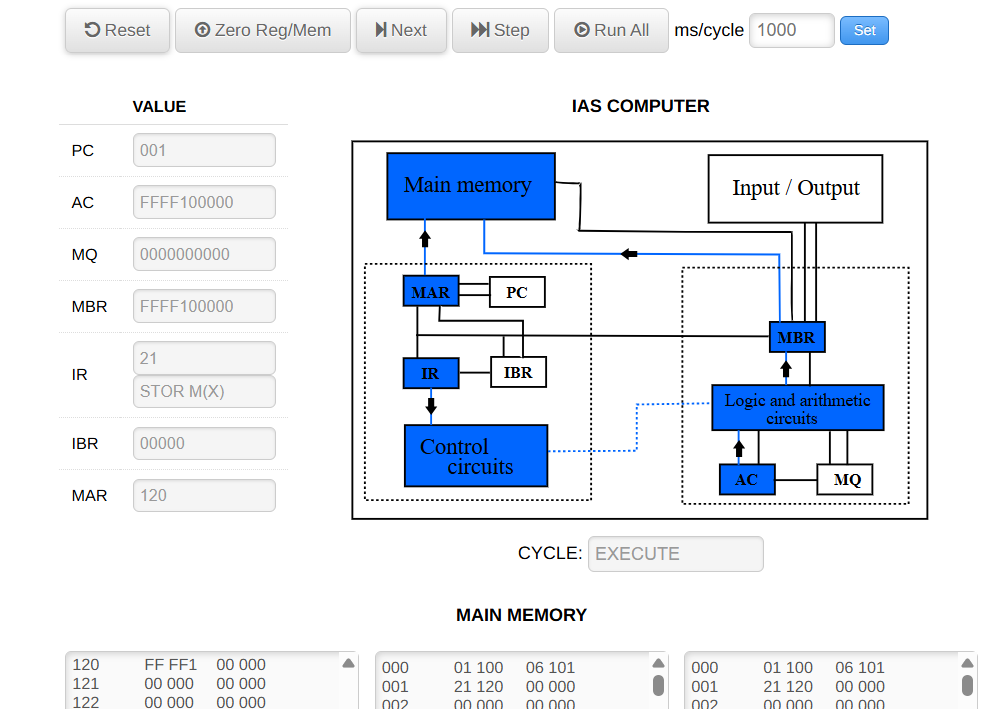 Reset Zero Reg/Mem Next Step Run All ms/cycle 1000 Set
VALUE
PC 001
AC FFFF100000
MQ 0000000000
MBR FFFF100000
IR 21
STOR M(X)
IBR 00000
MAR 120
IAS COMPUTER
Main memory
Input / Output
MAR PC
MBR
IR IBR
Logic and arithmetic
circuits
Control
circuits
AC MQ
CYCLE: EXECUTE
MAIN MEMORY
120 FF FF1 00 000 000 01 100 06 101 000 01 100 06 101
121 00 000 00 000 001 21 120 00 000 001 21 120 00 000
122 00 000 00 000 002 00 000 00 000 002 00 000 00 000